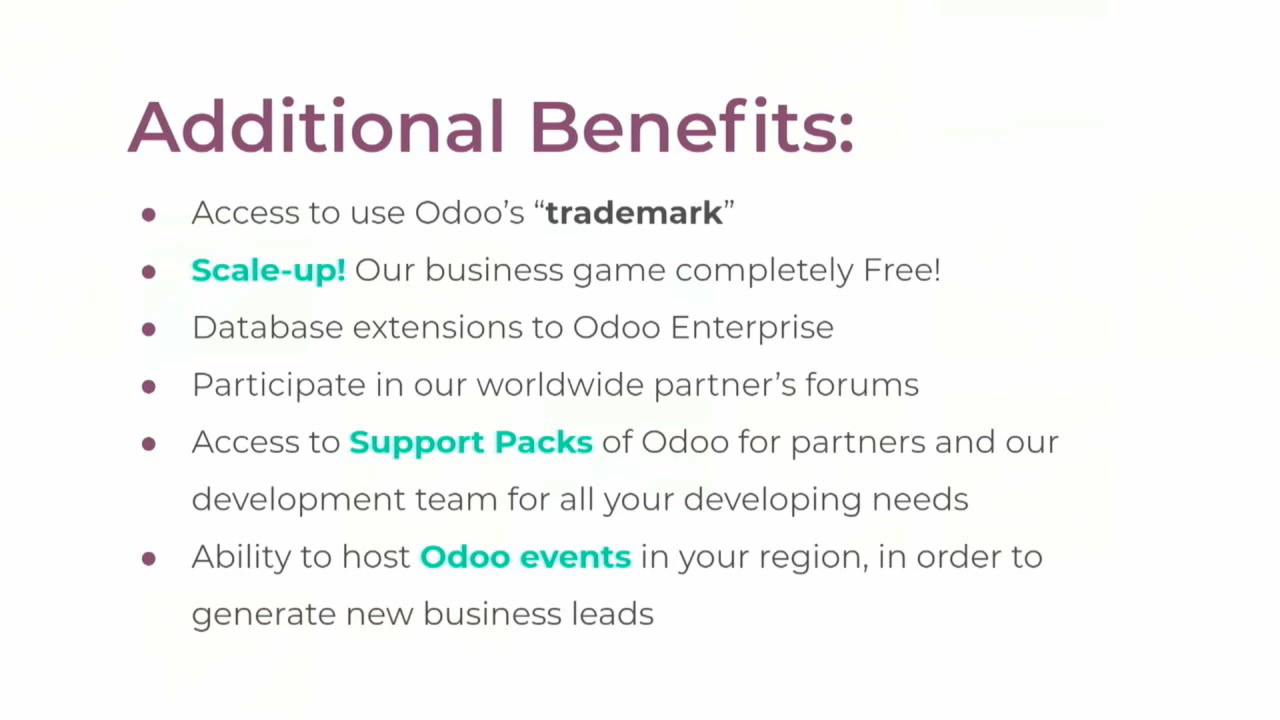 Additional Benefits:
● Access to use Odoo’s “trademark”
● Scale-up! Our business game completely Free!
● Database extensions to Odoo Enterprise
● Participate in our worldwide partner’s forums
● Access to Support Packs of Odoo for partners and our
development team for all your developing needs
● Ability to host Odoo events in your region, in order to
generate new business leads